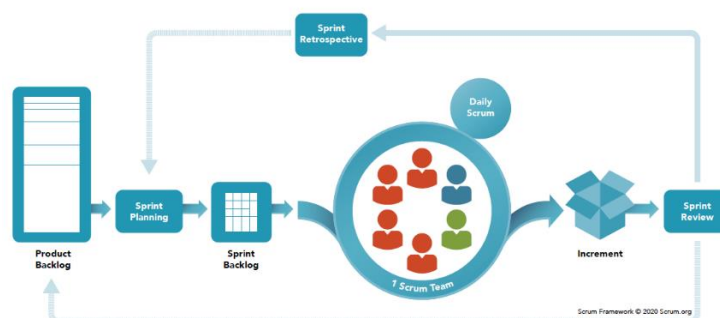 Sprint
Retrospective
Daily
Scrum
Sprint
Planning
Sprint
Review
Product
Backlog
Sprint
Backlog
1 Scrum Team
Increment
Scrum Framework © 2020 Scrum.org